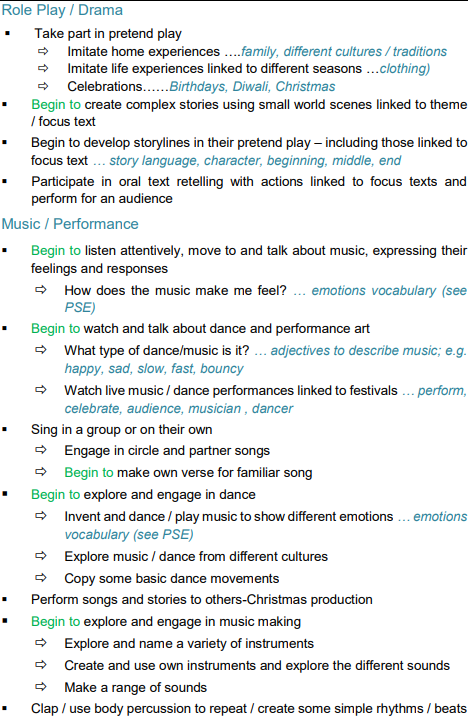 Role Play / Drama
▪ Take part in pretend play
⇨ Imitate home experiences ….family, different cultures / traditions
⇨ Imitate life experiences linked to different seasons …clothing)
⇨ Celebrations……Birthdays, Diwali, Christmas
▪ Begin to create complex stories using small world scenes linked to theme
/ focus text
▪ Begin to develop storylines in their pretend play – including those linked to
focus text … story language, character, beginning, middle, end
▪ Participate in oral text retelling with actions linked to focus texts and
perform for an audience
Music / Performance
▪ Begin to listen attentively, move to and talk about music, expressing their
feelings and responses
⇨ How does the music make me feel? … emotions vocabulary (see
PSE)
▪ Begin to watch and talk about dance and performance art
⇨ What type of dance/music is it? … adjectives to describe music; e.g.
happy, sad, slow, fast, bouncy
⇨ Watch live music / dance performances linked to festivals … perform,
celebrate, audience, musician , dancer
▪ Sing in a group or on their own
⇨ Engage in circle and partner songs
⇨ Begin to make own verse for familiar song
▪ Begin to explore and engage in dance
⇨ Invent and dance / play music to show different emotions … emotions
vocabulary (see PSE)
⇨ Explore music / dance from different cultures
⇨ Copy some basic dance movements
▪ Perform songs and stories to others-Christmas production
▪ Begin to explore and engage in music making
⇨ Explore and name a variety of instruments
⇨ Create and use own instruments and explore the different sounds
⇨ Make a range of sounds
▪ Clap / use body percussion to repeat / create some simple rhythms / beats